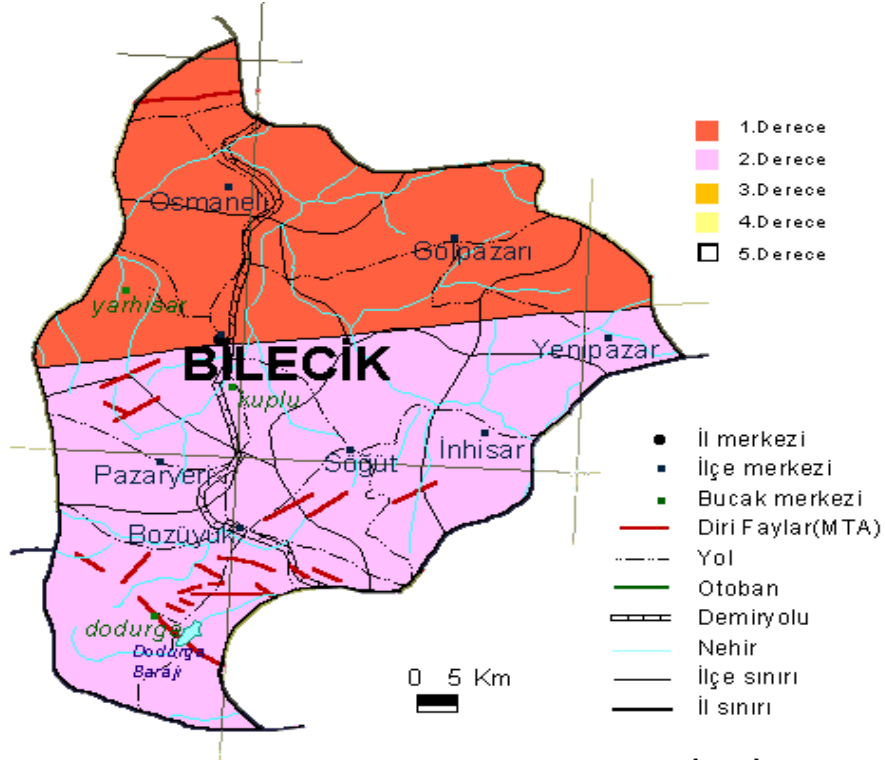 1.Derece
2.Derece
3.Derece
4.Derece
5.Derece
Osmaneli
Gölpazarı
yarhisar
BİLECİK
Yenipazar
kuplu
Pazaryeri
Söğüt
İnhisar
Bozüyük
dodurga
Dodurga
Barajı
0 5 Km
İl merkezi
İlçe merkezi
Bucak merkezi
Diri Faylar(MTA)
Yol
Otoban
Demiryolu
Nehir
İlçe sınırı
İl sınırı